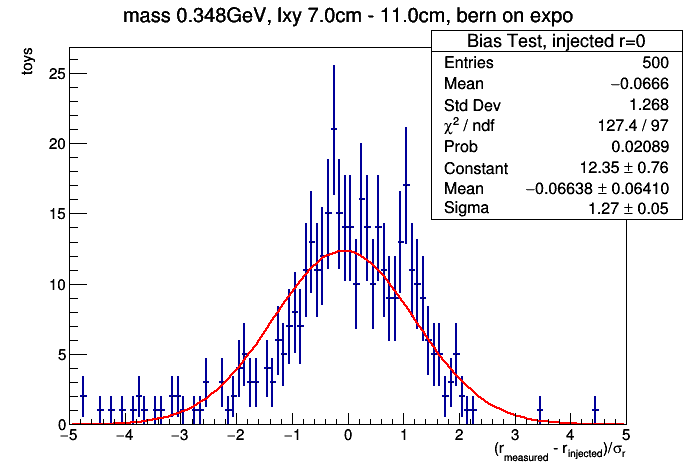 mass 0.348GeV, lxy 7.0cm - 11.0cm, bern on expo
toys
Bias Test, injected r=0
Entries 500
Mean −0.0666
Std Dev 1.268
χ² / ndf 127.4 / 97
Prob 0.02089
Constant 12.35 ± 0.76
Mean −0.06638 ± 0.06410
Sigma 1.27 ± 0.05
25
20
15
10
5
0
−5 −4 −3 −2 −1 0 1 2 3 4 5
(r_measured - r_injected)/σ_r